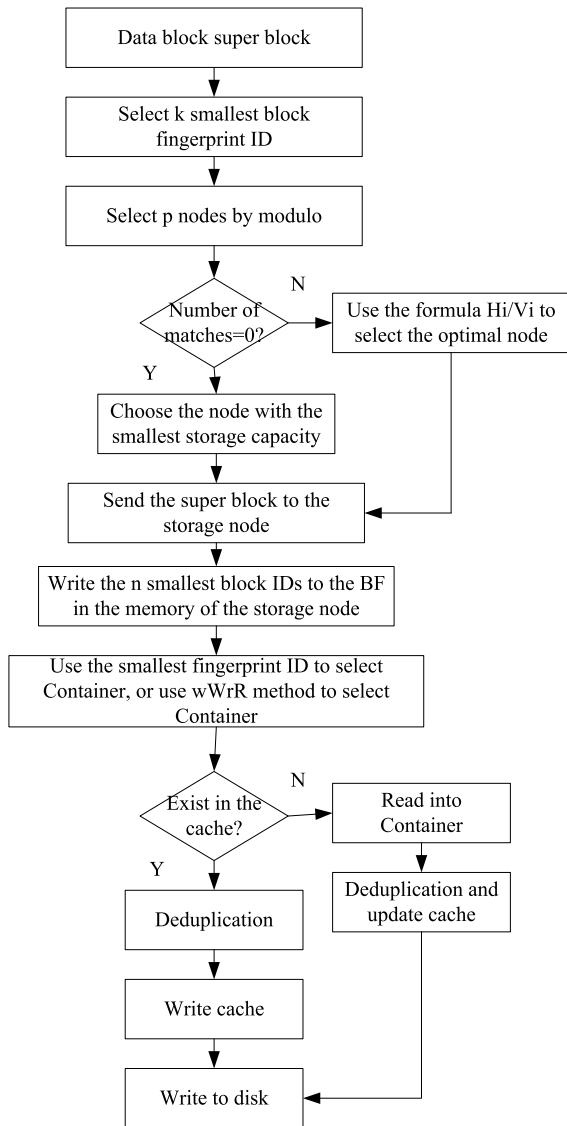 Data block super block
Select k smallest block
fingerprint ID
Select p nodes by modulo
Number of
matches=0?
N
Use the formula Hi/Vi to
select the optimal node
Y
Choose the node with the
smallest storage capacity
Send the super block to the
storage node
Write the n smallest block IDs to the BF
in the memory of the storage node
Use the smallest fingerprint ID to select
Container, or use wWrR method to select
Container
Exist in the
cache?
N
Read into
Container
Y
Deduplication and
update cache
Deduplication
Write cache
Write to disk